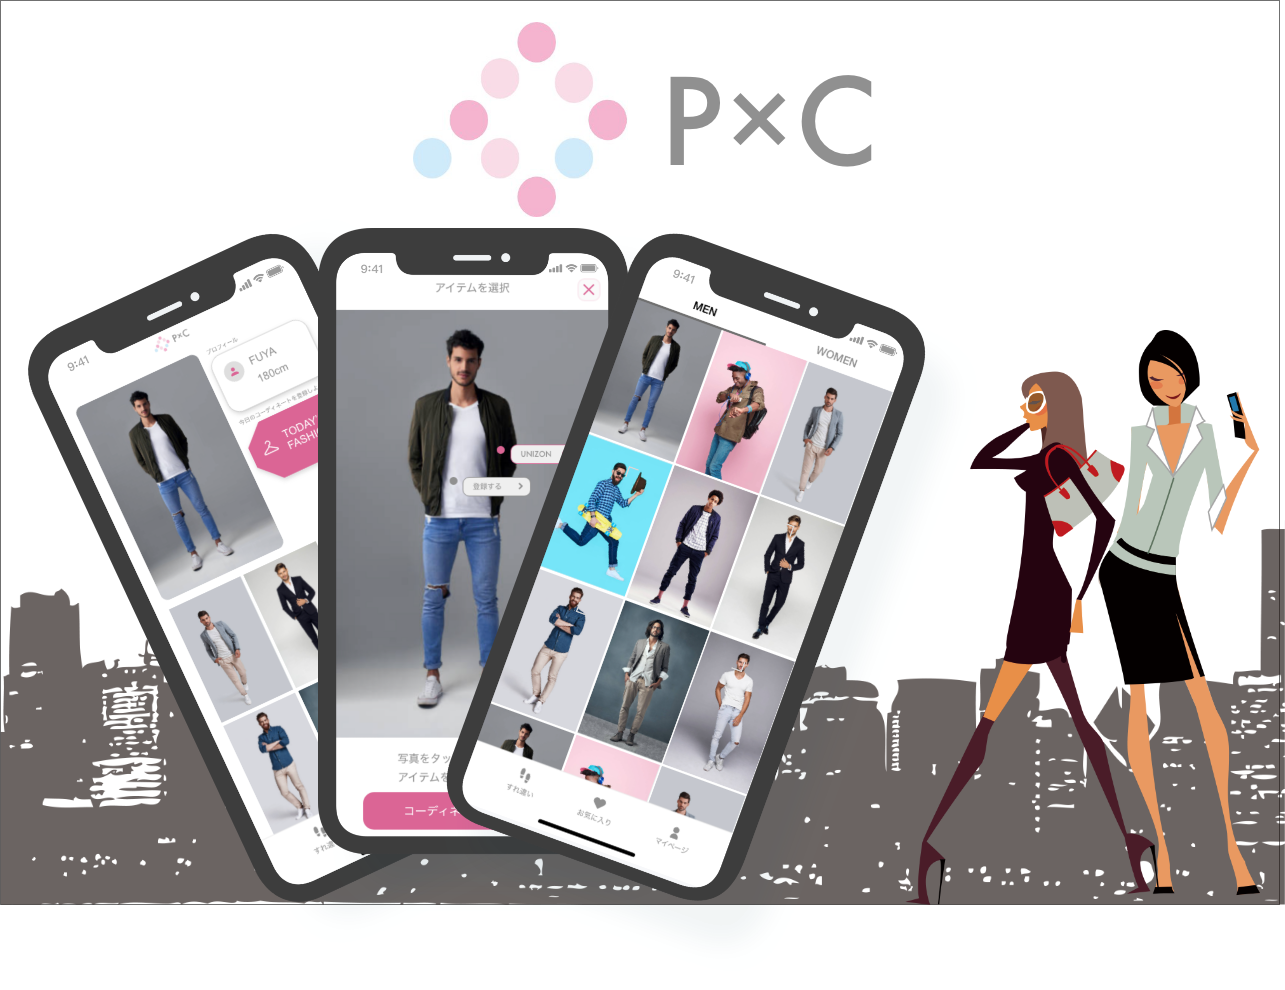 P×C
9:41
P×C
プロフィール
FUYA
180cm
今日のコーディネートを登録しよ
TODAY'
FASHI
すれ違
9:41
アイテムを選択
UNIZON
登録する
写真をタッ
アイテムを
コーディネ
9:41
MEN
WOMEN
すれ違い
お気に入り
マイページ